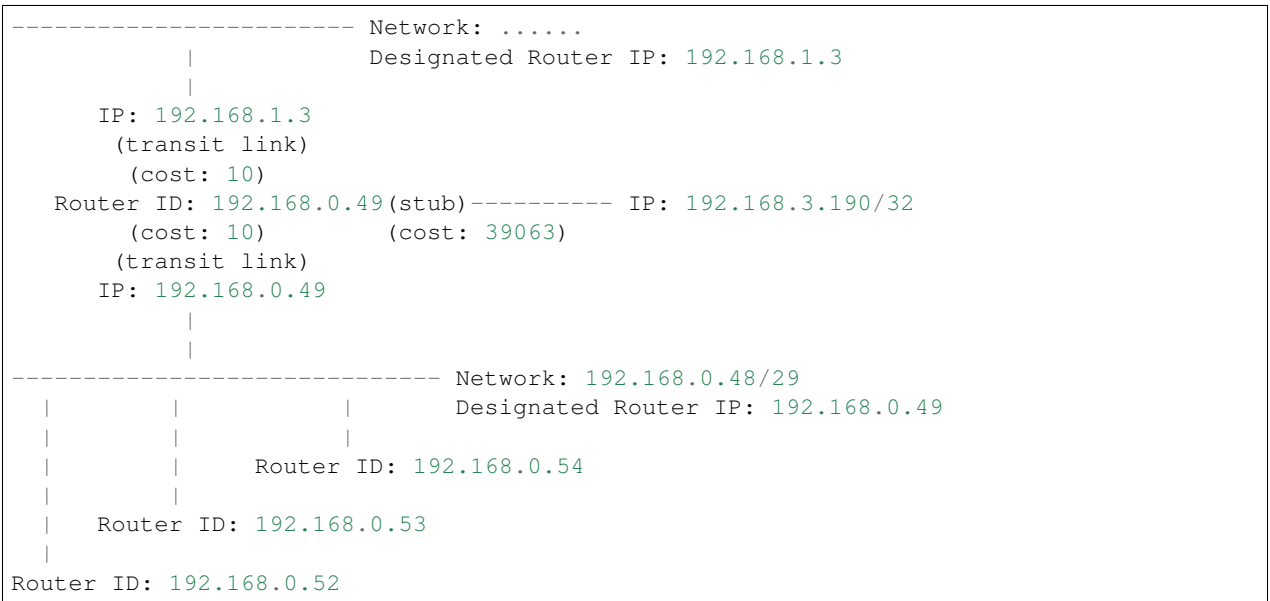 ------------------------ Network: ......
            |            Designated Router IP: 192.168.1.3
            |
      IP: 192.168.1.3
       (transit link)
        (cost: 10)
   Router ID: 192.168.0.49(stub)---------- IP: 192.168.3.190/32
        (cost: 10)        (cost: 39063)
       (transit link)
      IP: 192.168.0.49
            |
            |
------------------------------ Network: 192.168.0.48/29
  |        |           |       Designated Router IP: 192.168.0.49
  |        |           |
  |        |     Router ID: 192.168.0.54
  |        |
  |   Router ID: 192.168.0.53
  |
Router ID: 192.168.0.52